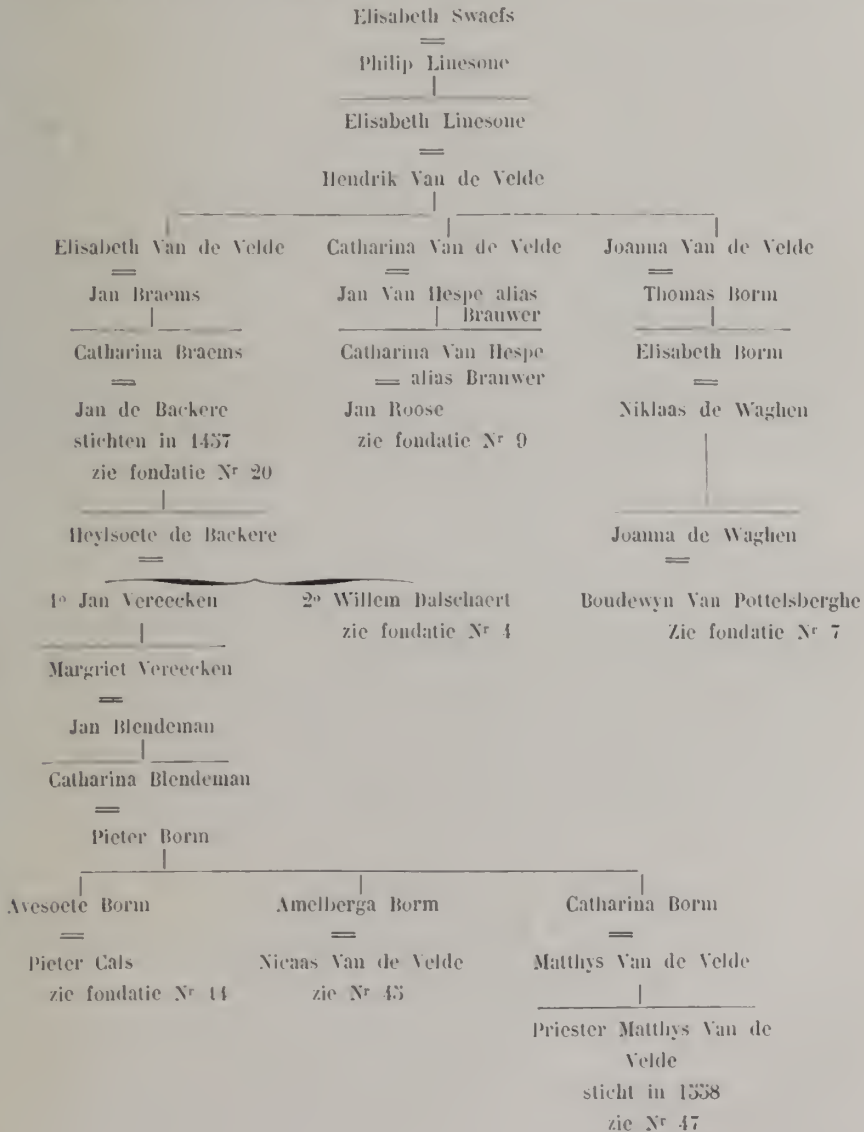 Elisabeth Swaefs
=
Philip Linesone
Elisabeth Linesone
=
Hendrik Van de Velde
Elisabeth Van de Velde Catharina Van de Velde Joanna Van de Velde
= = =
Jan Braems Jan Van Hespe alias Thomas Borm
Brauwer
Catharina Braems Catharina Van Hespe Elisabeth Borm
= = alias Brauwer =
Jan de Backere Jan Roose Niklaas de Waghen
stichten in 1457 zie fondatie Nr 9
zie fondatie Nr 20
Heylsoete de Backere Joanna de Waghen
= =
1o Jan Vereecken 2o Willem Dalschaert Boudewyn Van Pottelsberghe
zie fondatie Nr 4 Zie fondatie Nr 7
Margriet Vereecken
=
Jan Blendeman
Catharina Blendeman
=
Pieter Borm
Avesoete Borm Amelberga Borm Catharina Borm
= = =
Pieter Cals Nicaas Van de Velde Matthys Van de Velde
zie fondatie Nr 14 zie Nr 45
Priester Matthys Van de
Velde
sticht in 1558
zie Nr 47